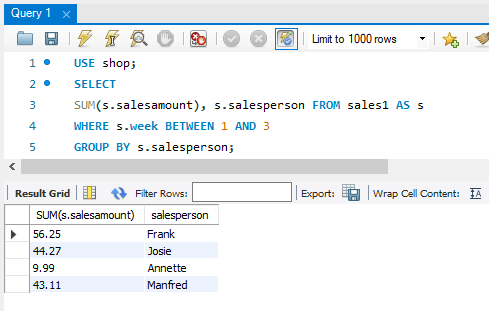 Query 1
Limit to 1000 rows
1 USE shop;
2 SELECT
3 SUM(s.salesamount), s.salesperson FROM sales1 AS s
4 WHERE s.week BETWEEN 1 AND 3
5 GROUP BY s.salesperson;
Result Grid Filter Rows: Export: Wrap Cell Content:
SUM(s.salesamount) salesperson
56.25 Frank
44.27 Josie
9.99 Annette
43.11 Manfred